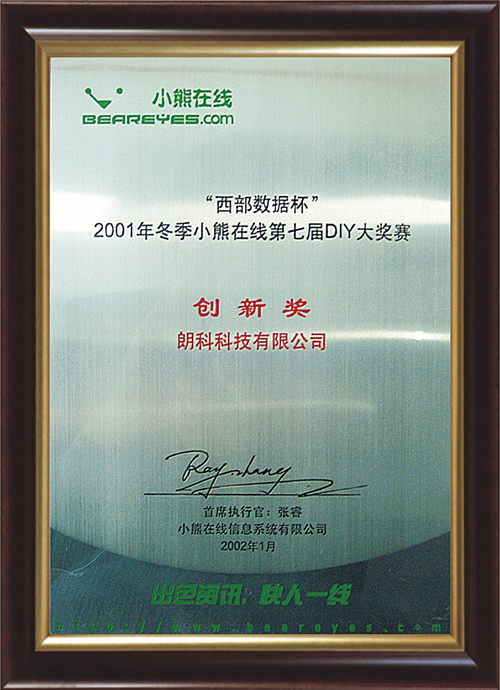 小熊在线
BEAREYES.com
“西部数据杯”
2001年冬季小熊在线第七届DIY大奖赛
创新奖
朗科科技有限公司
Ray zhang
首席执行官：张睿
小熊在线信息系统有限公司
2002年1月
出色资讯，快人一线
http://www.beareyes.com